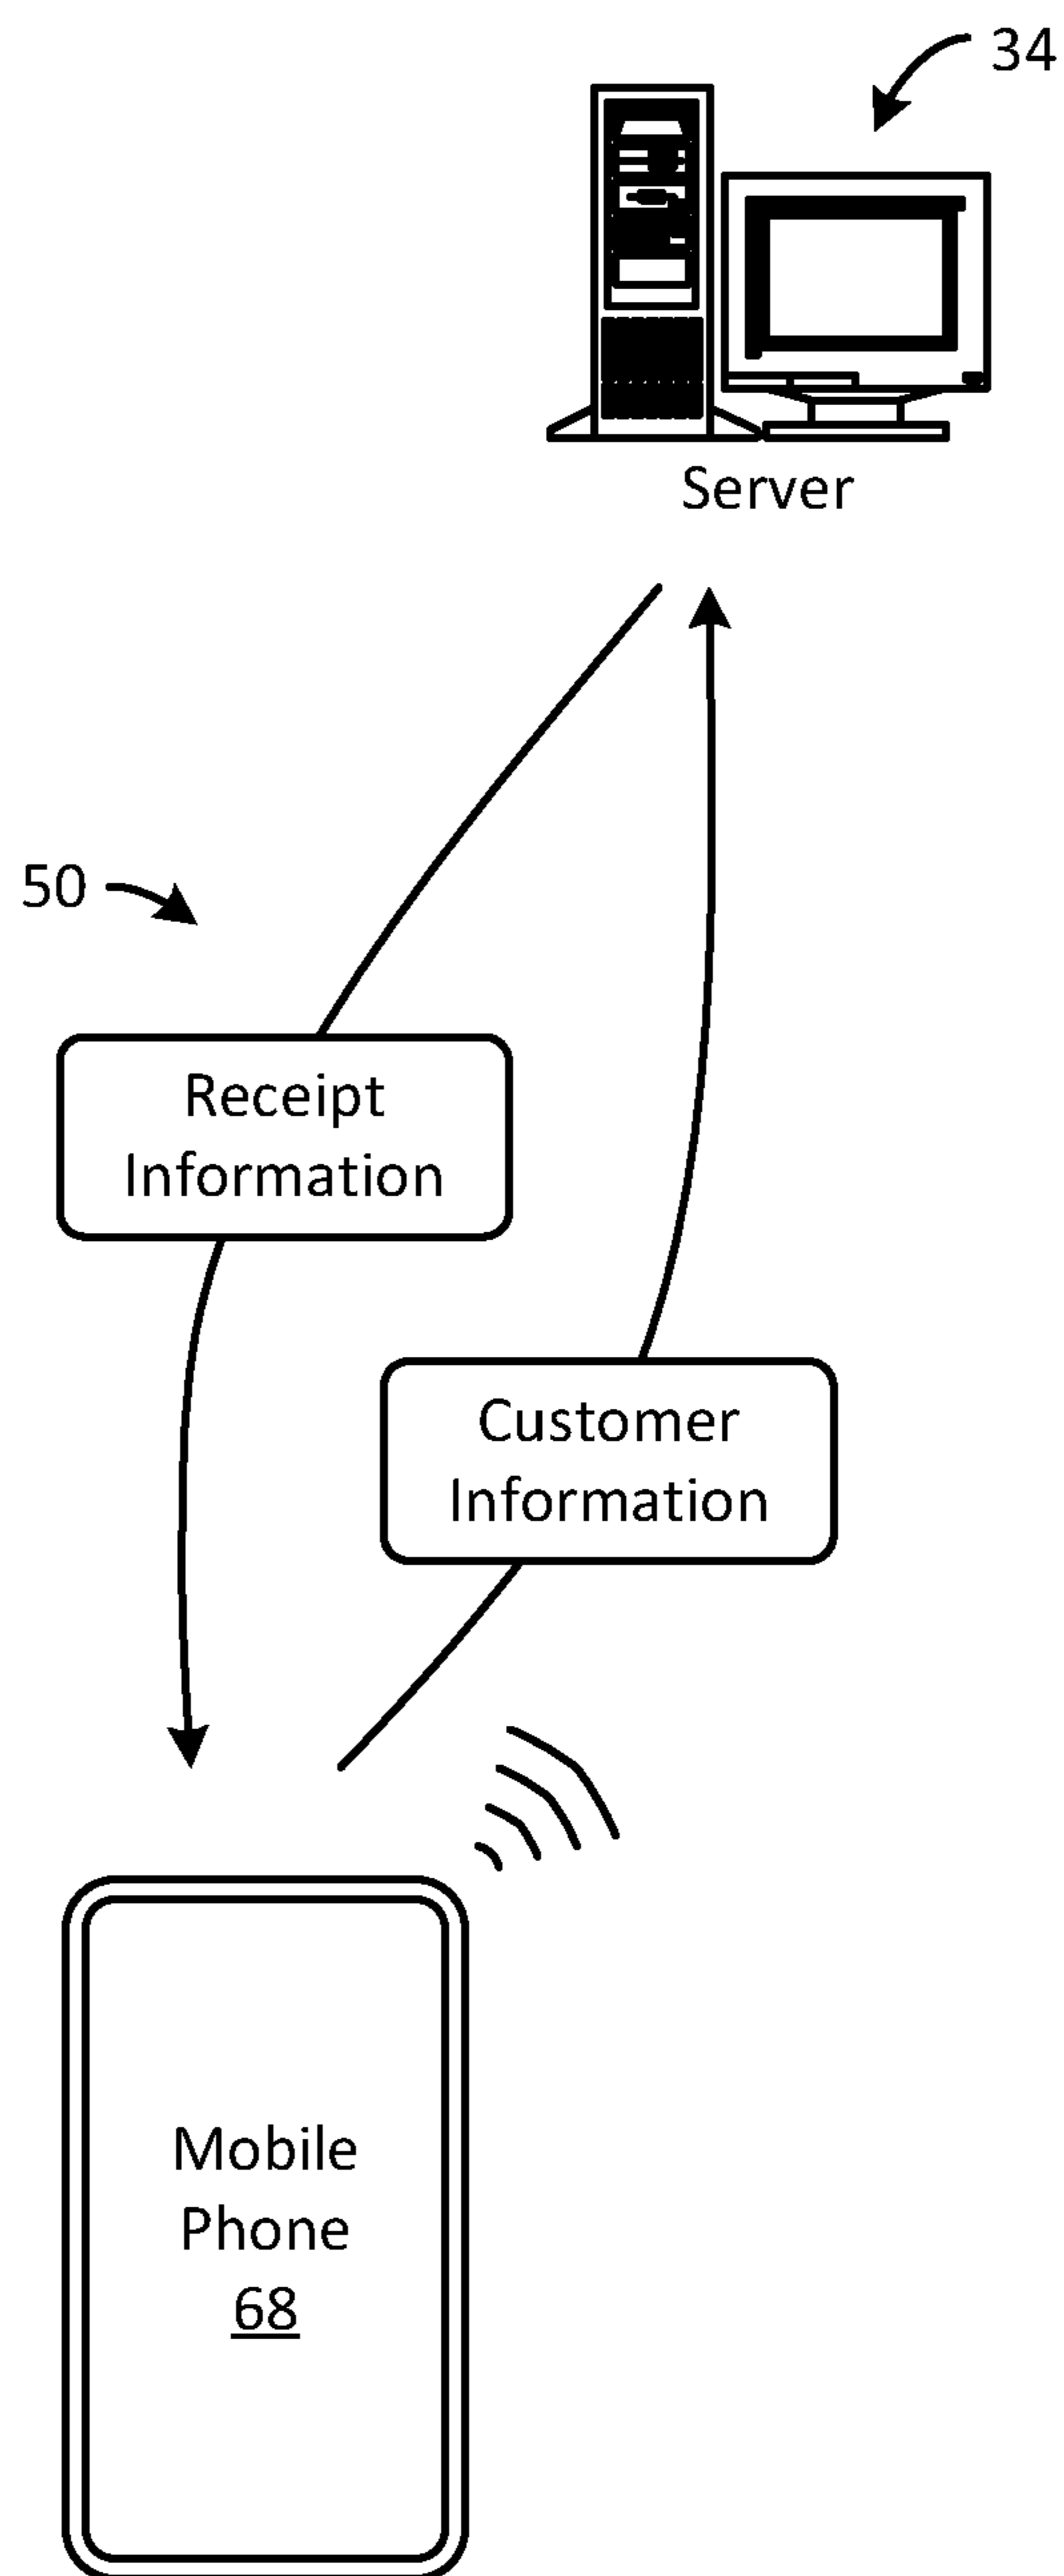 34
Server
50
Receipt
Information
Customer
Information
Mobile
Phone
68